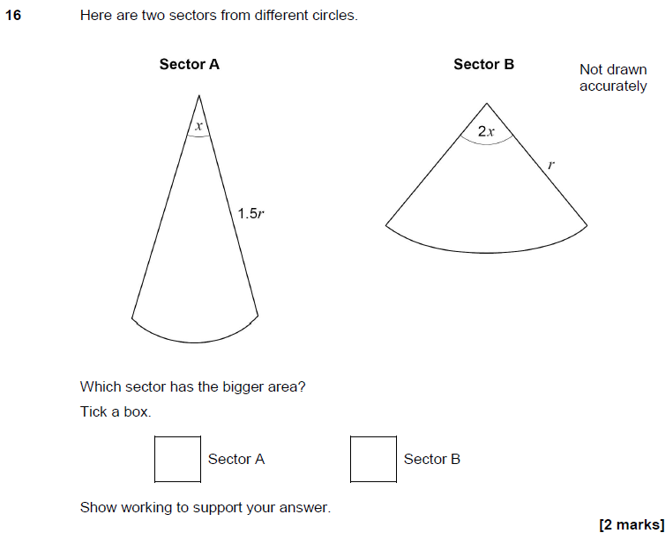 16 Here are two sectors from different circles.
Sector A Sector B
Not drawn
accurately
x 2x
r
1.5r
Which sector has the bigger area?
Tick a box.
Sector A Sector B
Show working to support your answer.
[2 marks]